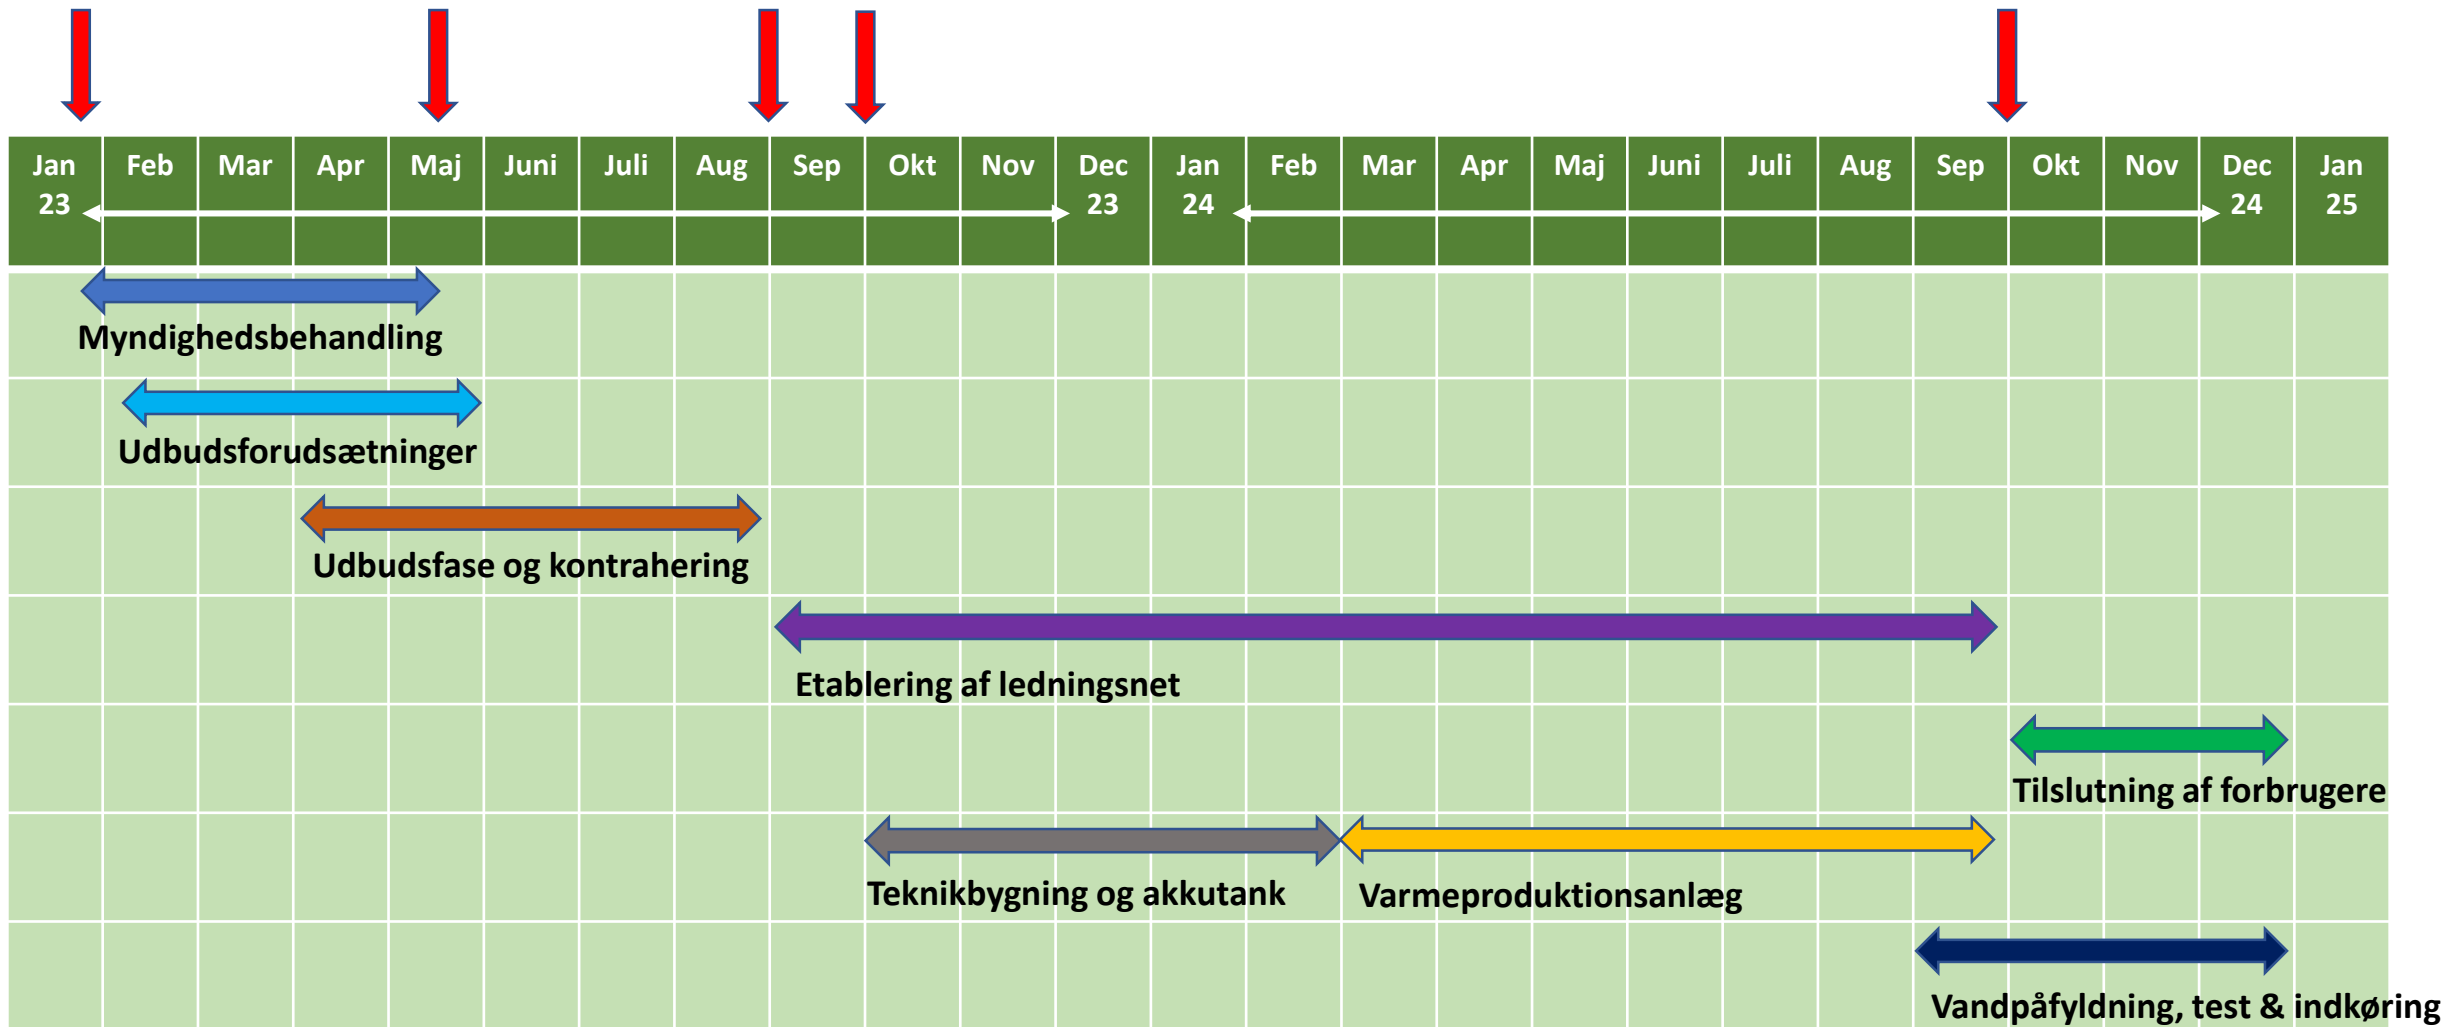 Jan Feb Mar Apr Maj Juni Juli Aug Sep Okt Nov Dec Jan Feb Mar Apr Maj Juni Juli Aug Sep Okt Nov Dec Jan
23 23 24 24 25
Myndighedsbehandling
Udbudsforudsætninger
Udbudsfase og kontrahering
Etablering af ledningsnet
Tilslutning af forbrugere
Teknikbygning og akkutank Varmeproduktionsanlæg
Vandpåfyldning, test & indkøring